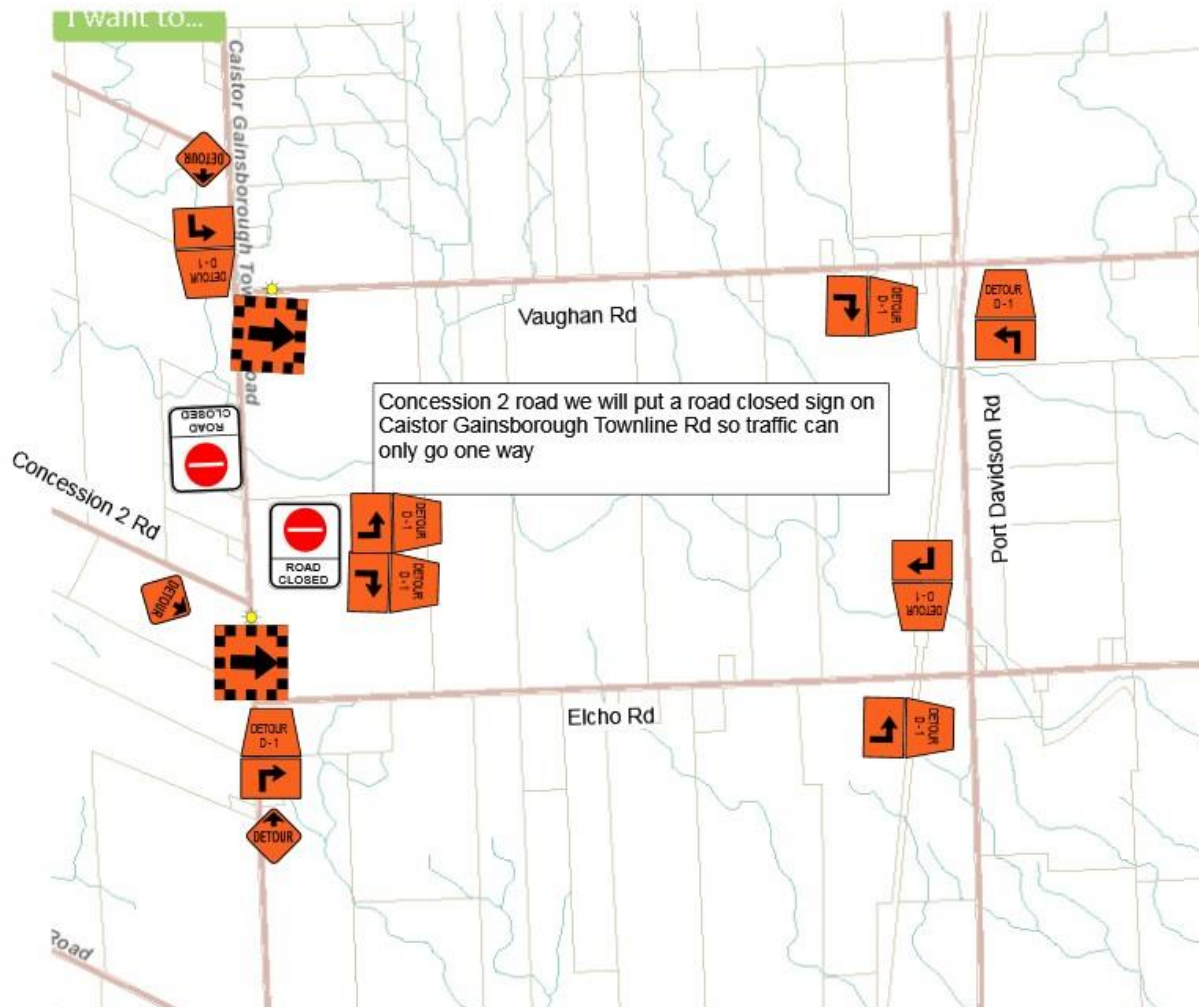 I want to...
Caistor Gainsborough Townline Road
DETOUR
DETOUR
D-1
Vaughan Rd
DETOUR
D-1
DETOUR
D-1
ROAD
CLOSED
Concession 2 road we will put a road closed sign on
Caistor Gainsborough Townline Rd so traffic can
only go one way
Concession 2 Rd
ROAD
CLOSED
DETOUR
D-1
DETOUR
D-1
Port Davidson Rd
DETOUR
DETOUR
D-1
Elcho Rd
DETOUR
D-1
DETOUR
D-1
DETOUR
Road